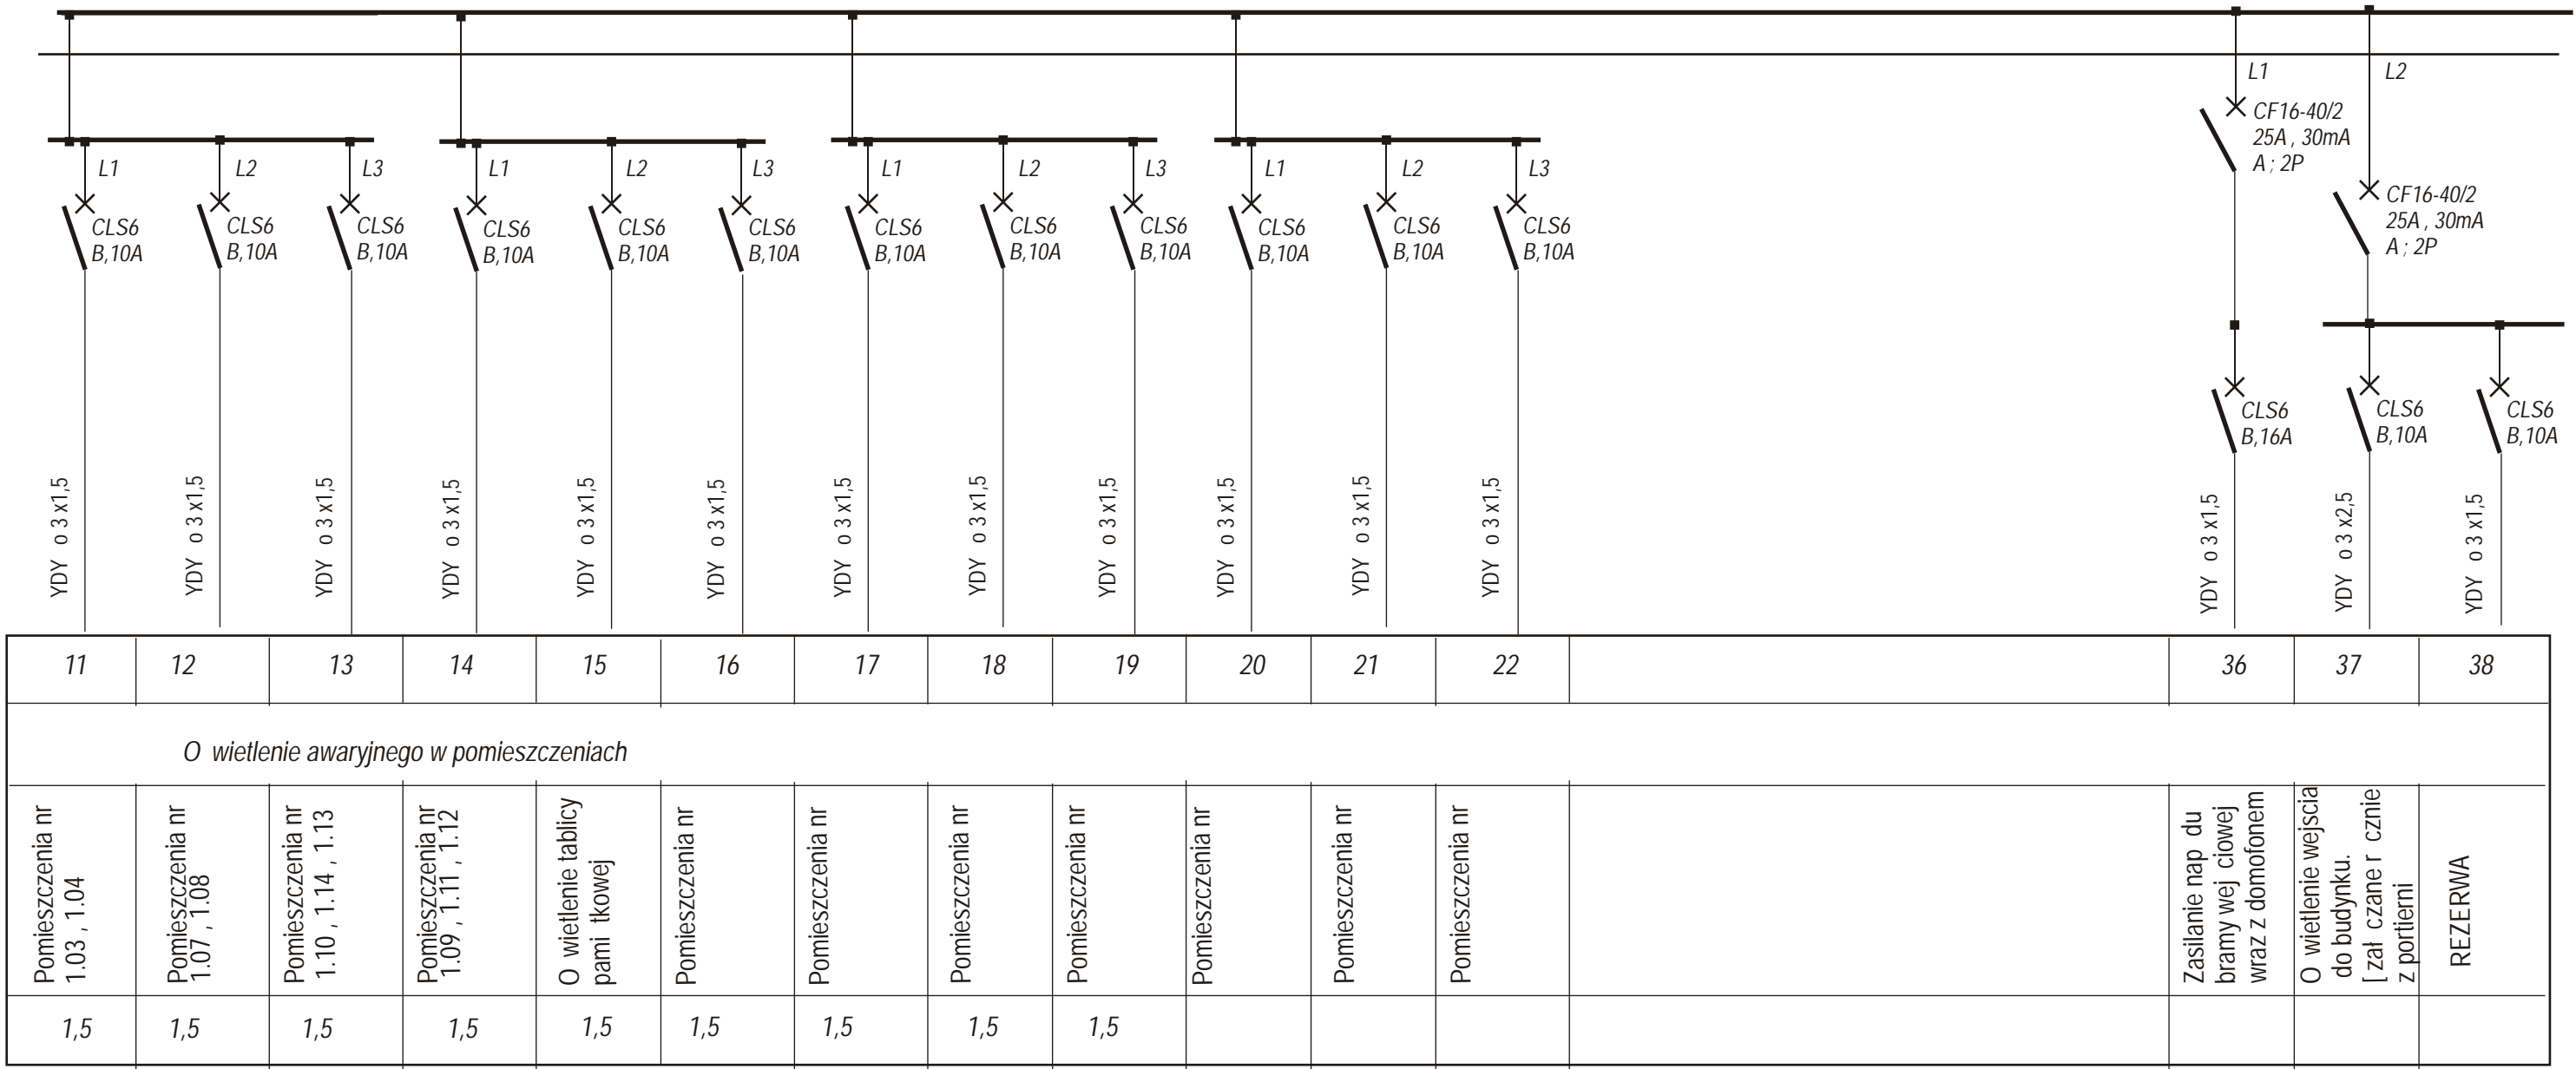 L1
L2
CF16-40/2
25A , 30mA
A ; 2P
CF16-40/2
25A , 30mA
A ; 2P
L1
L2
L3
L1
L2
L3
L1
L2
L3
L1
L2
L3
CLS6
B,10A
CLS6
B,10A
CLS6
B,10A
CLS6
B,10A
CLS6
B,10A
CLS6
B,10A
CLS6
B,10A
CLS6
B,10A
CLS6
B,10A
CLS6
B,10A
CLS6
B,10A
CLS6
B,10A
CLS6
B,16A
CLS6
B,10A
CLS6
B,10A
YDY o 3 x1,5
YDY o 3 x1,5
YDY o 3 x1,5
YDY o 3 x1,5
YDY o 3 x1,5
YDY o 3 x1,5
YDY o 3 x1,5
YDY o 3 x1,5
YDY o 3 x1,5
YDY o 3 x1,5
YDY o 3 x1,5
YDY o 3 x1,5
YDY o 3 x1,5
YDY o 3 x2,5
YDY o 3 x1,5
11 12 13 14 15 16 17 18 19 20 21 22 36 37 38
O wietlenie awaryjnego w pomieszczeniach
Pomieszczenia nr
1.03 , 1.04
Pomieszczenia nr
1.07 , 1.08
Pomieszczenia nr
1.10 , 1.14 , 1.13
Pomieszczenia nr
1.09 , 1.11 , 1.12
O wietlenie tablicy
pami tkowej
Pomieszczenia nr
Pomieszczenia nr
Pomieszczenia nr
Pomieszczenia nr
Pomieszczenia nr
Pomieszczenia nr
Pomieszczenia nr
Zasilanie nap du
bramy wej ciowej
wraz z domofonem
O wietlenie wejscia
do budynku.
[ zał czane r cznie
z portierni
REZERWA
1,5 1,5 1,5 1,5 1,5 1,5 1,5 1,5 1,5